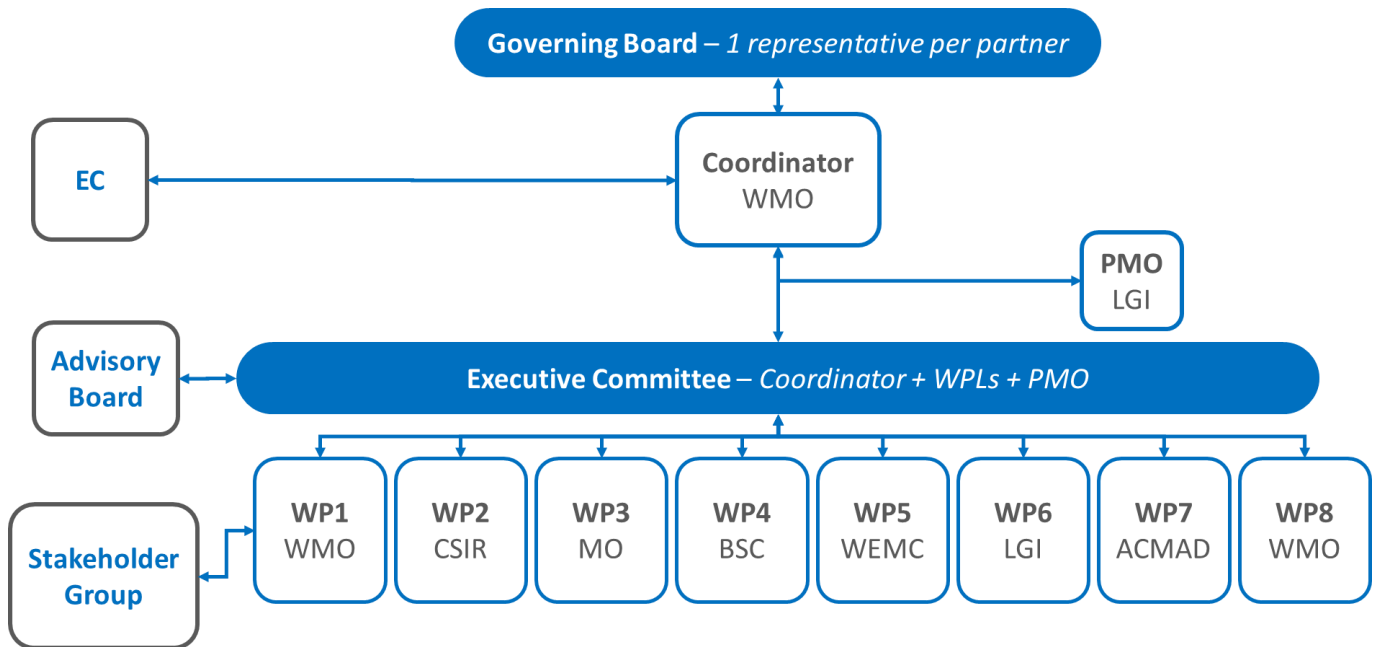 Governing Board – 1 representative per partner
EC
Coordinator
WMO
PMO
LGI
Advisory
Board
Executive Committee – Coordinator + WPLs + PMO
Stakeholder
Group
WP1
WMO
WP2
CSIR
WP3
MO
WP4
BSC
WP5
WEMC
WP6
LGI
WP7
ACMAD
WP8
WMO